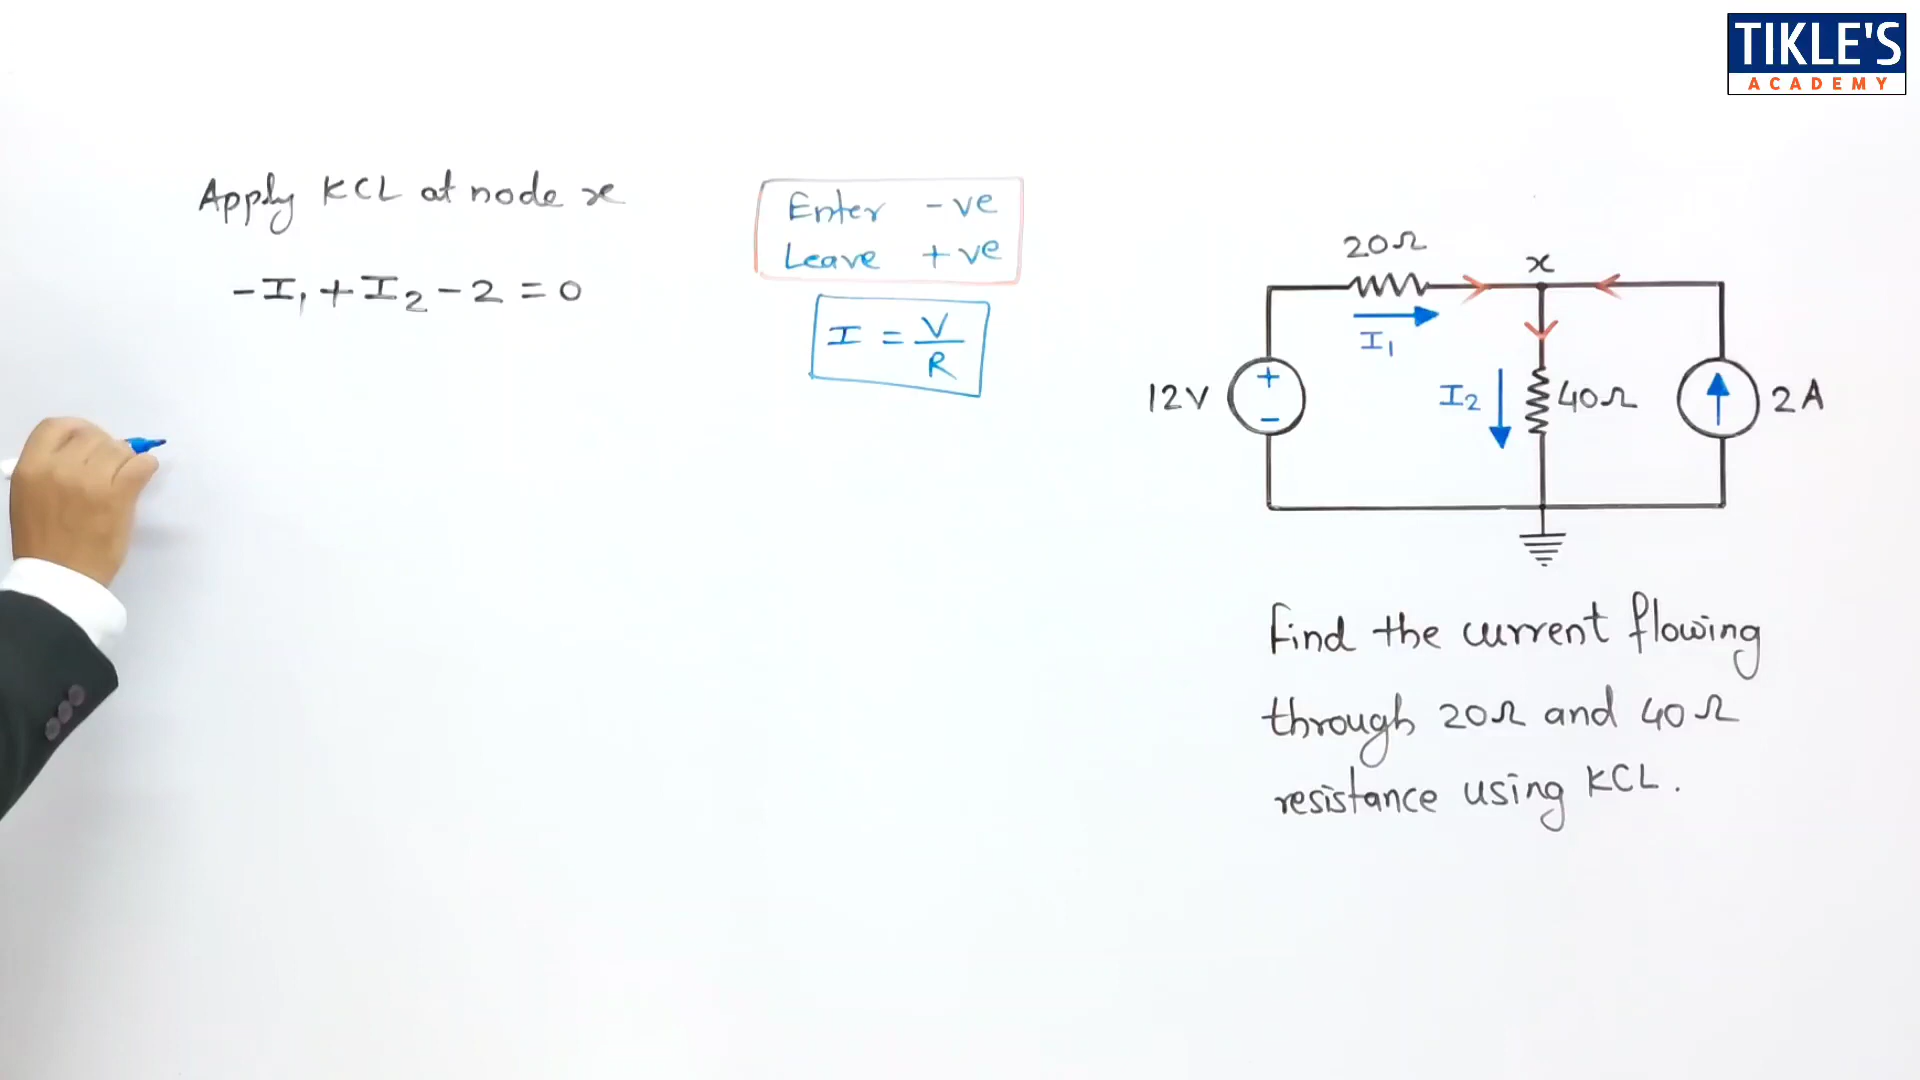 TIKLE'S
ACADEMY
Apply KCL at node x
-I₁ + I₂ - 2 = 0
Enter -ve
Leave +ve
I = V/R
20Ω
x
I₁
12V
+
-
I₂
40Ω
2A
Find the current flowing
through 20Ω and 40Ω
resistance using KCL.